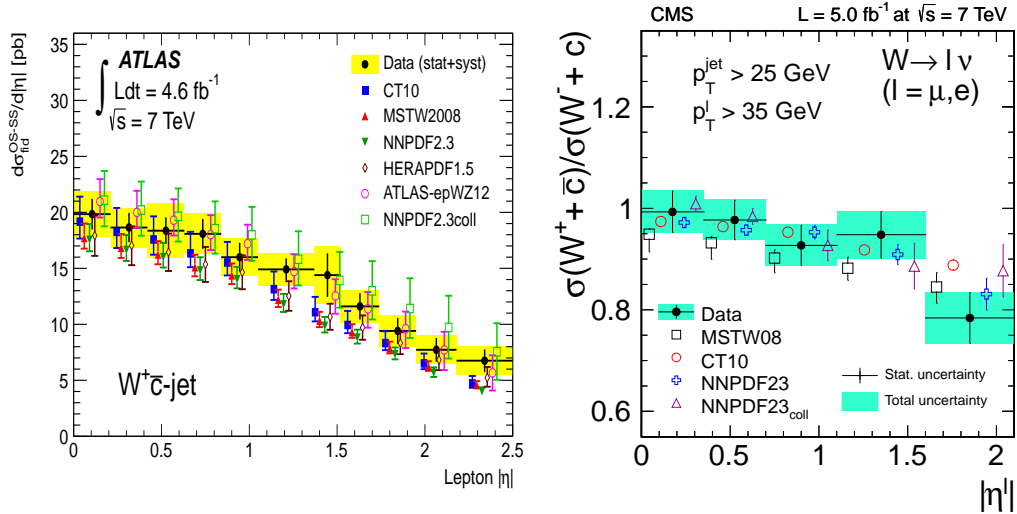 dσ_fid^OS-SS/d|η| [pb]
35
30
25
20
15
10
5
0
∫ ATLAS
Ldt = 4.6 fb⁻¹
√s = 7 TeV
Data (stat+syst)
CT10
MSTW2008
NNPDF2.3
HERAPDF1.5
ATLAS-epWZ12
NNPDF2.3coll
W⁺c̅-jet
0 0.5 1 1.5 2 2.5
Lepton |η|
CMS L = 5.0 fb⁻¹ at √s = 7 TeV
σ(W⁺ + c̅)/σ(W⁻ + c)
1.2
1
0.8
0.6
p_T^jet > 25 GeV
p_T^l > 35 GeV
W → l ν
(l = μ,e)
Data
MSTW08
CT10
NNPDF23
NNPDF23_coll
Stat. uncertainty
Total uncertainty
0 0.5 1 1.5 2
|η^l|